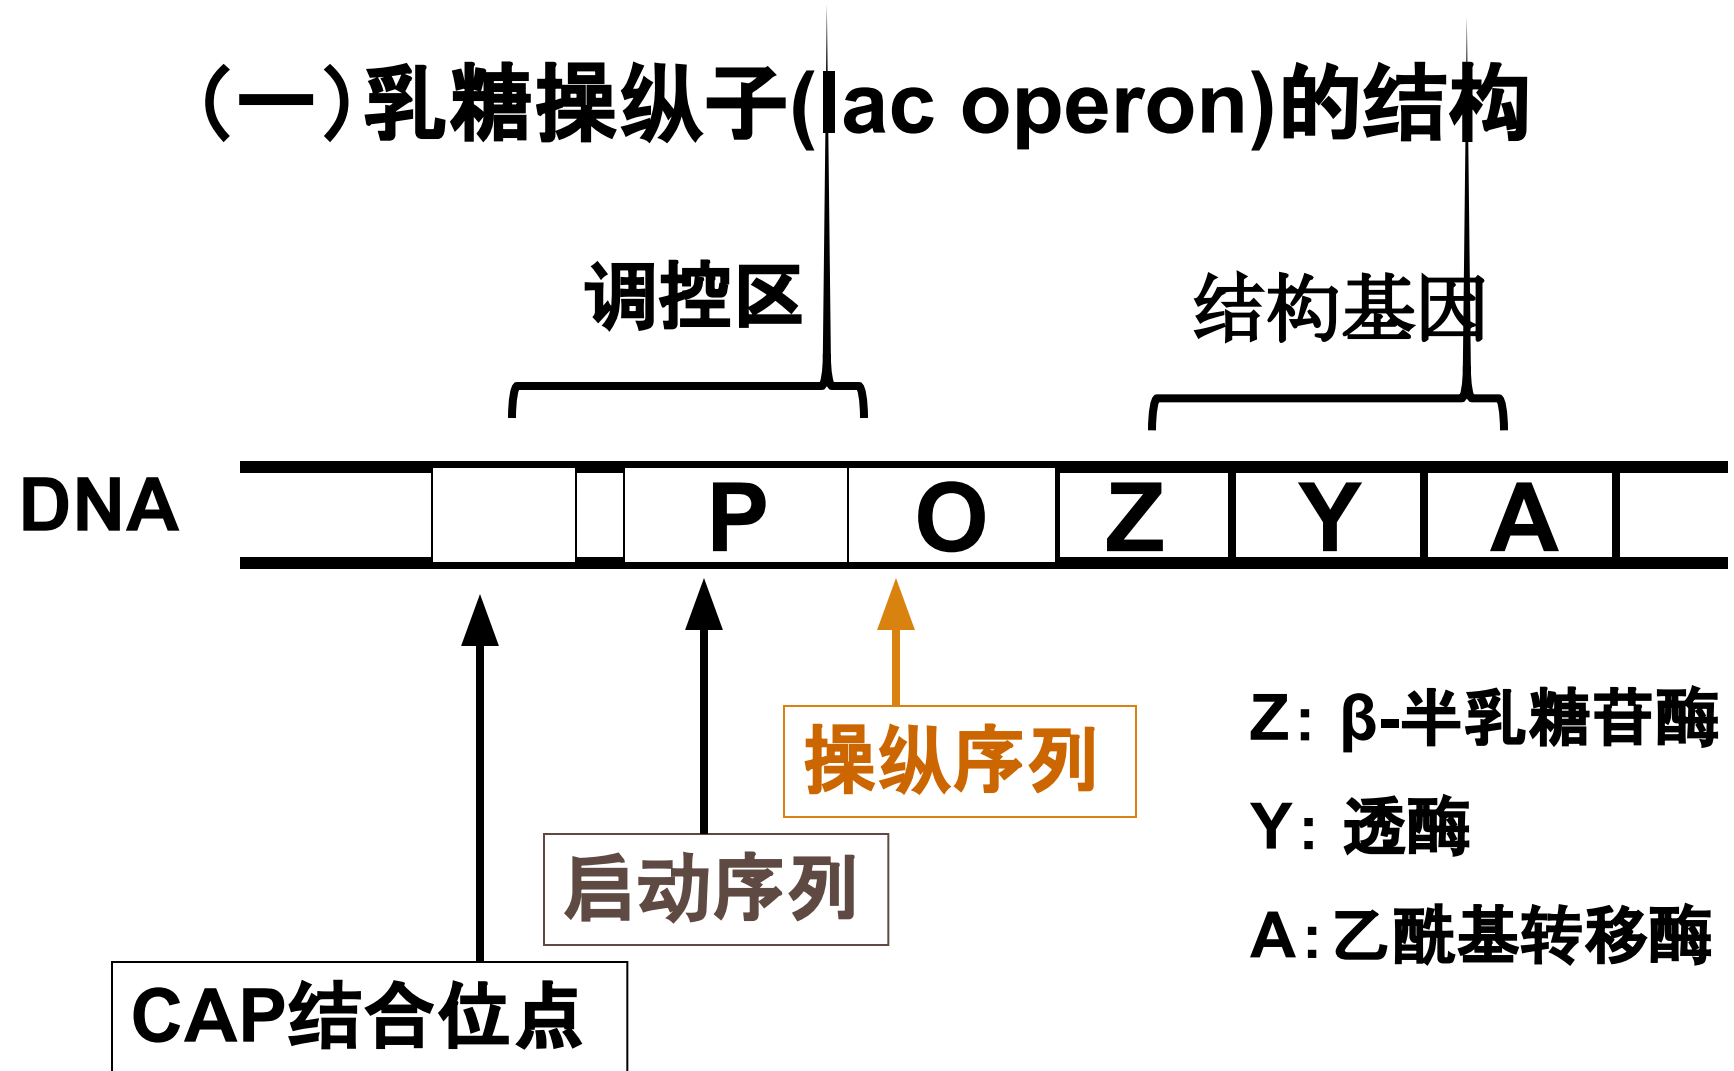 （一）乳糖操纵子(lac operon)的结构
调控区
结构基因
DNA
P O Z Y A
操纵序列
启动序列
CAP结合位点
Z：β-半乳糖苷酶
Y：透酶
A：乙酰基转移酶